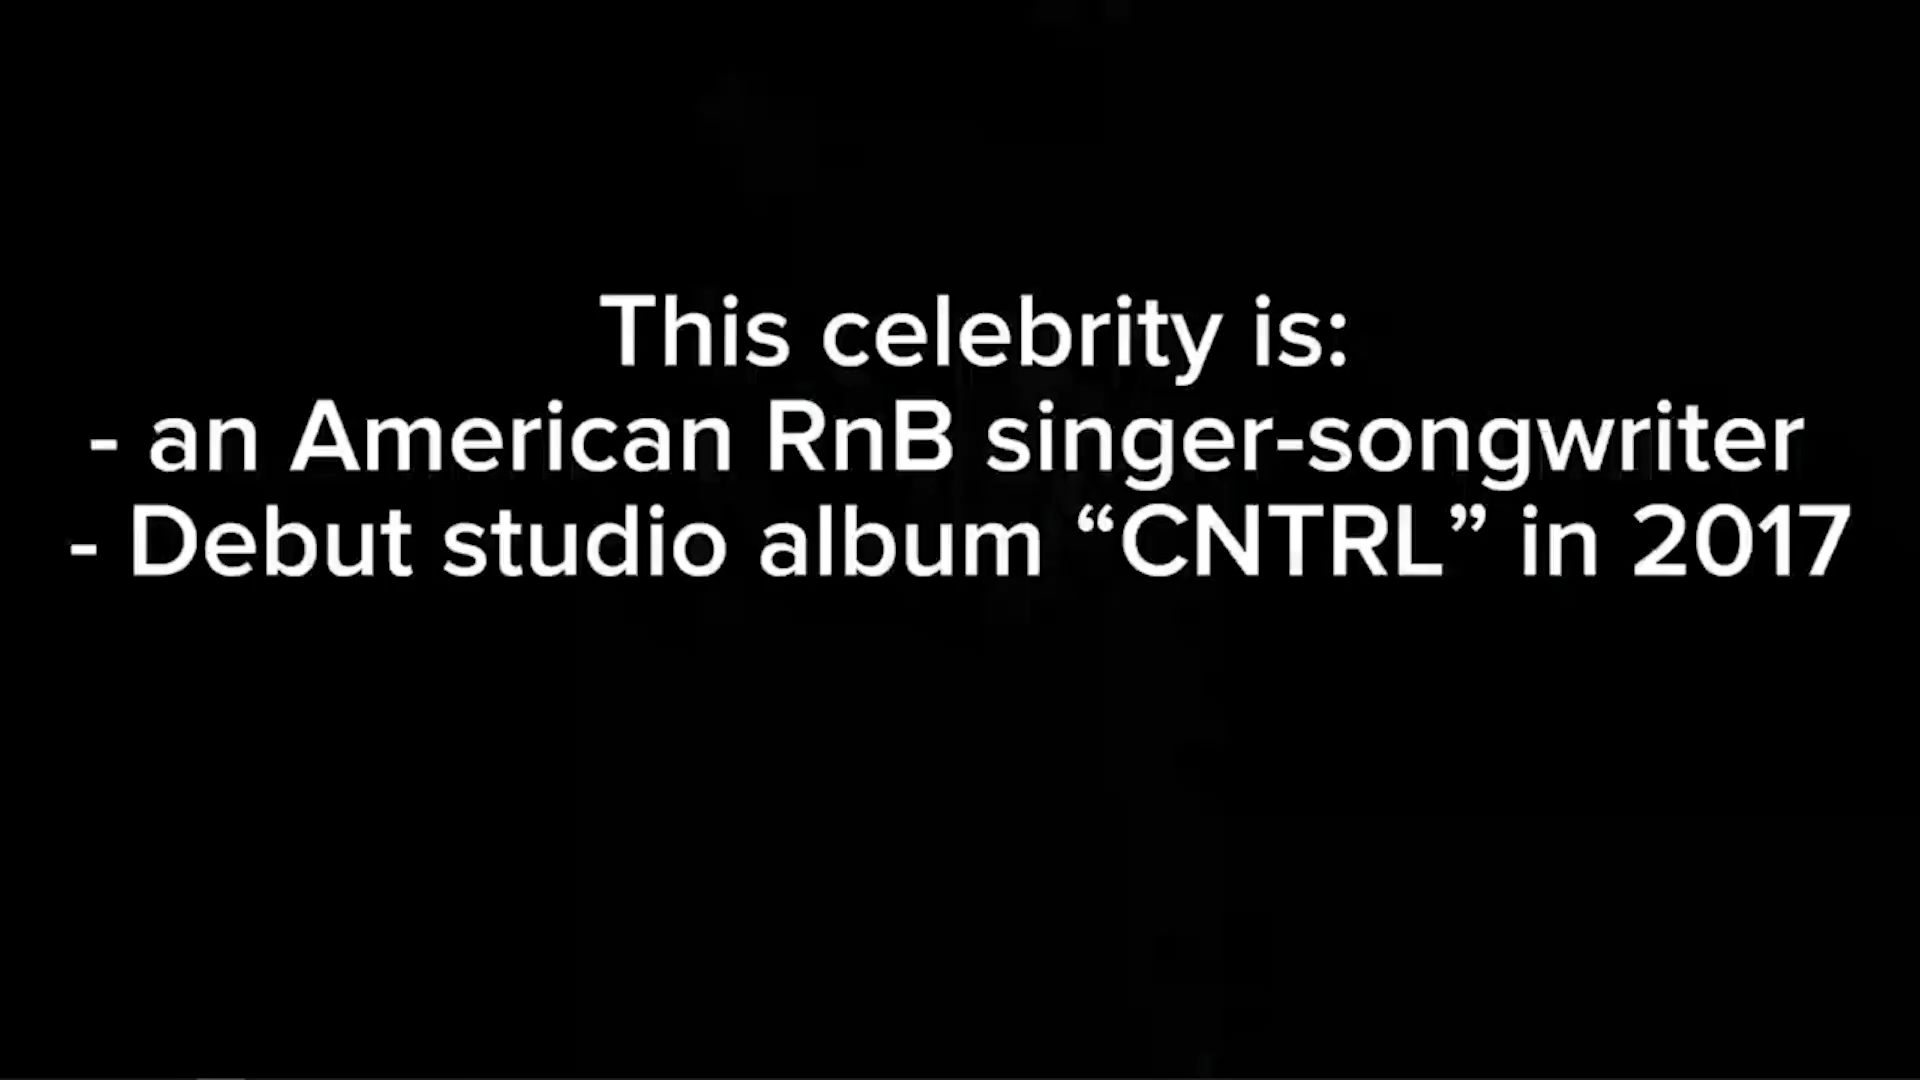 This celebrity is:
- an American RnB singer-songwriter
- Debut studio album “CNTRL” in 2017